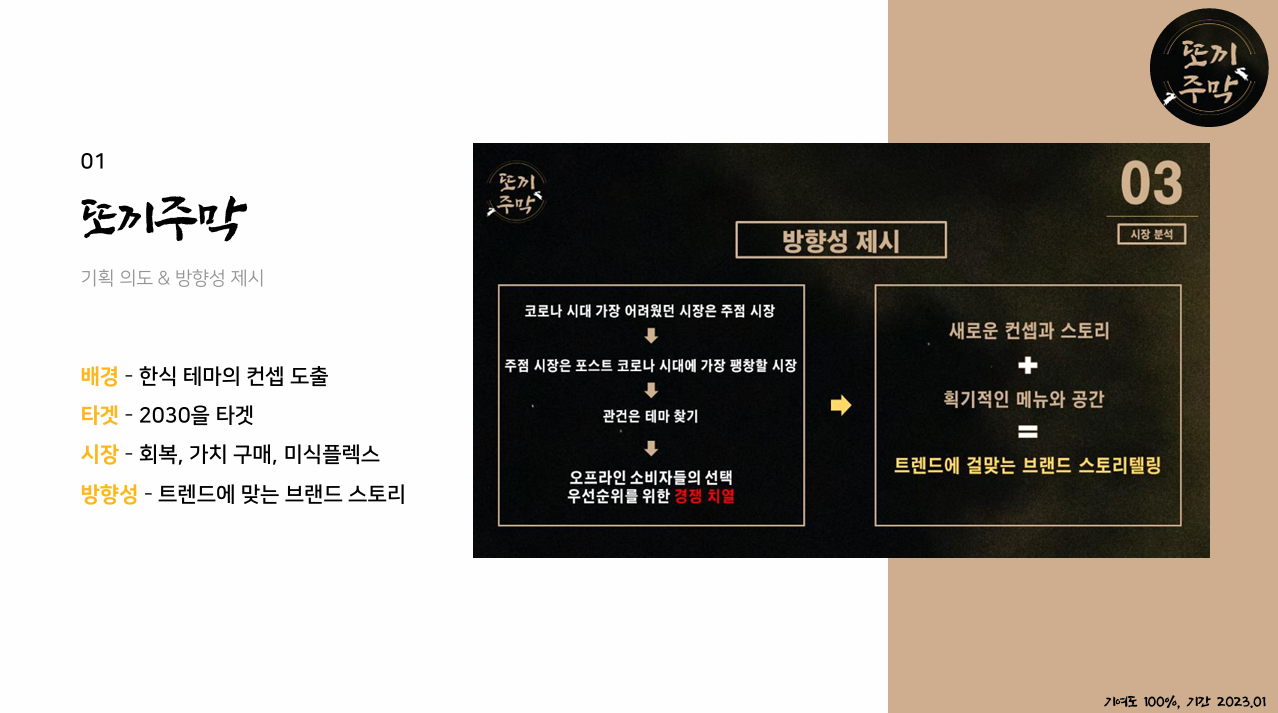 또끼
주막
01
또끼주막
기획 의도 & 방향성 제시
배경 - 한식 테마의 컨셉 도출
타겟 - 2030을 타겟
시장 - 회복, 가치 구매, 미식플렉스
방향성 - 트렌드에 맞는 브랜드 스토리
또끼
주막
03
시장 분석
방향성 제시
코로나 시대 가장 어려웠던 시장은 주점 시장
주점 시장은 포스트 코로나 시대에 가장 팽창할 시장
관건은 테마 찾기
오프라인 소비자들의 선택
우선순위를 위한 경쟁 치열
새로운 컨셉과 스토리
+
획기적인 메뉴와 공간
=
트렌드에 걸맞는 브랜드 스토리텔링
기여도 100%, 기간 2023.01